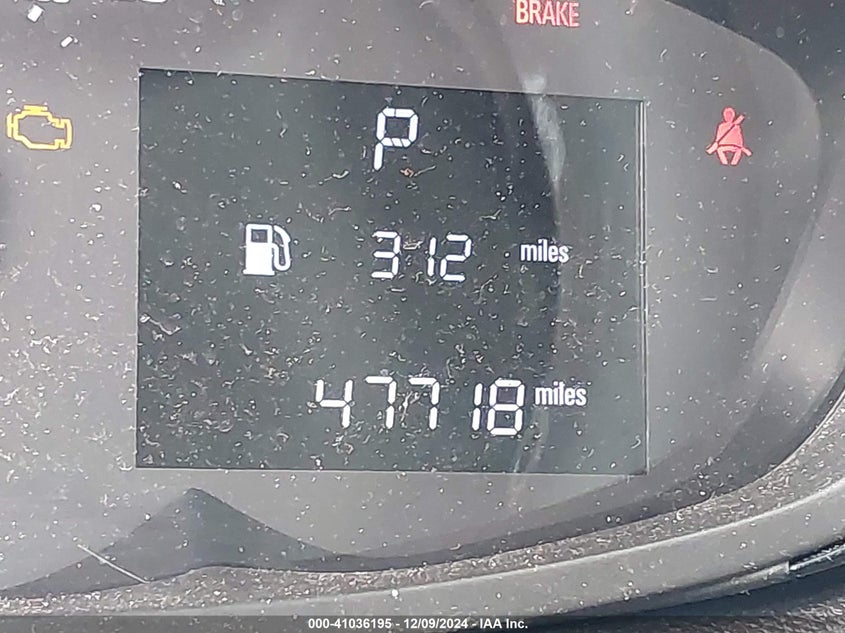 BRAKE
P
312 miles
47718 miles
000-41036195 - 12/09/2024 - IAA Inc.